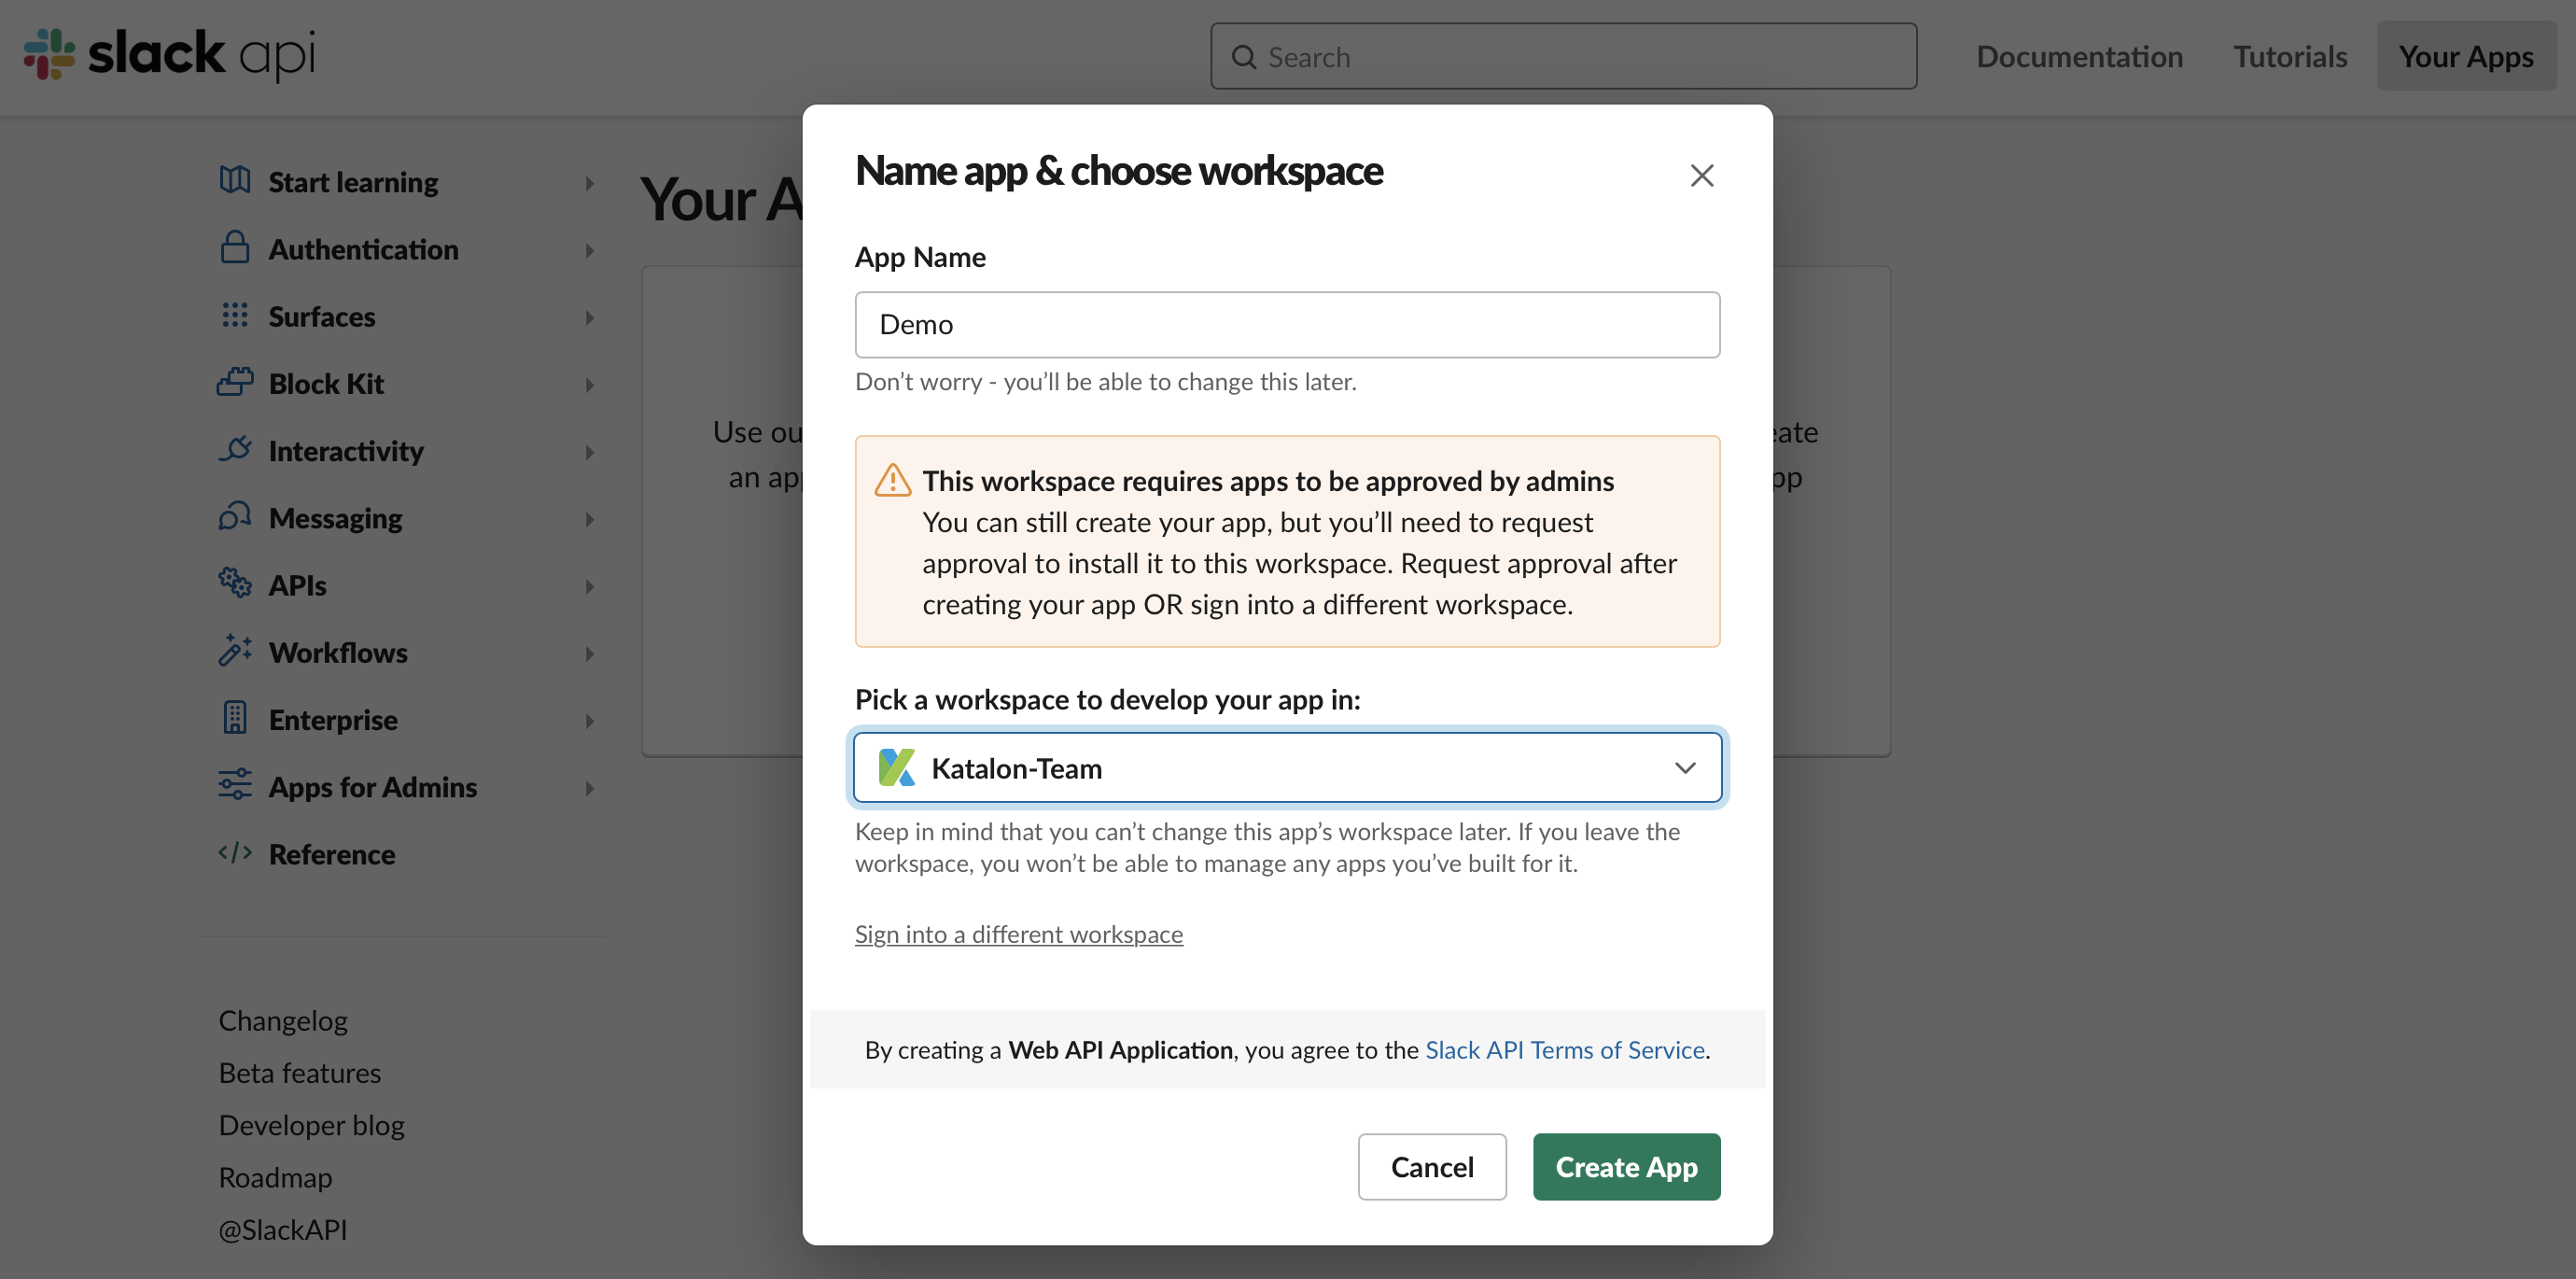 slack api
Search
Documentation
Tutorials
Your Apps
Start learning
Authentication
Surfaces
Block Kit
Interactivity
Messaging
APIs
Workflows
Enterprise
Apps for Admins
Reference
Changelog
Beta features
Developer blog
Roadmap
@SlackAPI
Your A
Use ou
an app
eate
pp
Name app & choose workspace
App Name
Demo
Don’t worry - you’ll be able to change this later.
This workspace requires apps to be approved by admins
You can still create your app, but you’ll need to request
approval to install it to this workspace. Request approval after
creating your app OR sign into a different workspace.
Pick a workspace to develop your app in:
Katalon-Team
Keep in mind that you can’t change this app’s workspace later. If you leave the
workspace, you won’t be able to manage any apps you’ve built for it.
Sign into a different workspace
By creating a Web API Application, you agree to the Slack API Terms of Service.
Cancel
Create App